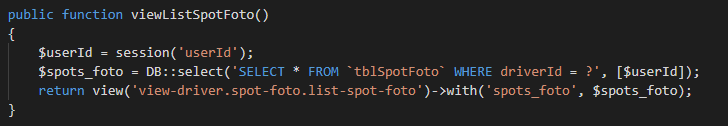 public function viewListSpotFoto()
{
    $userId = session('userId');
    $spots_foto = DB::select('SELECT * FROM `tblSpotFoto` WHERE driverId = ?', [$userId]);
    return view('view-driver.spot-foto.list-spot-foto')->with('spots_foto', $spots_foto);
}